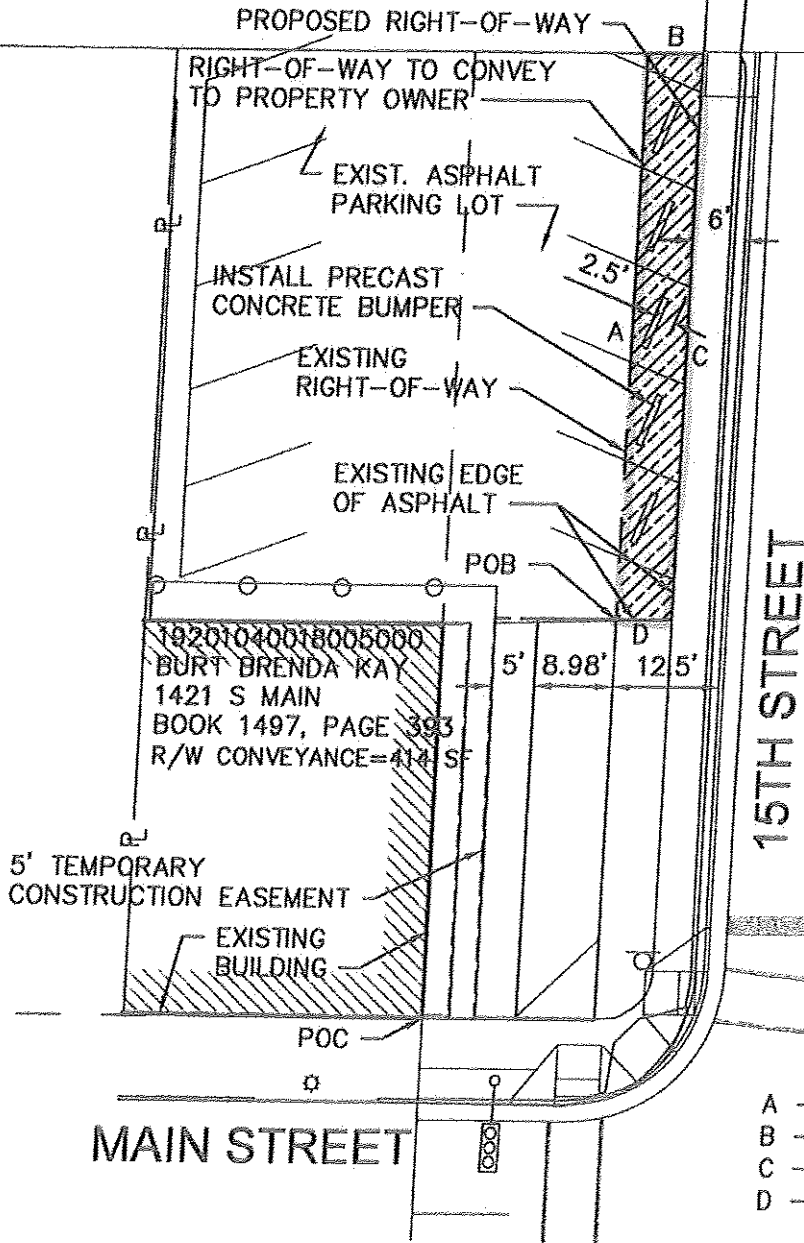 PROPOSED RIGHT-OF-WAY
B
RIGHT-OF-WAY TO CONVEY
TO PROPERTY OWNER
EXIST. ASPHALT
PARKING LOT
6'
2.5'
INSTALL PRECAST
CONCRETE BUMPER
A
C
EXISTING
RIGHT-OF-WAY
EXISTING EDGE
OF ASPHALT
PL
PL
POB
D
15TH STREET
19201040018005000
BURT BRENDA KAY
1421 S MAIN
BOOK 1497, PAGE 393
R/W CONVEYANCE=414 SF
5'
8.98'
12.5'
PL
5' TEMPORARY
CONSTRUCTION EASEMENT
EXISTING
BUILDING
POC
MAIN STREET
A -
B -
C -
D -